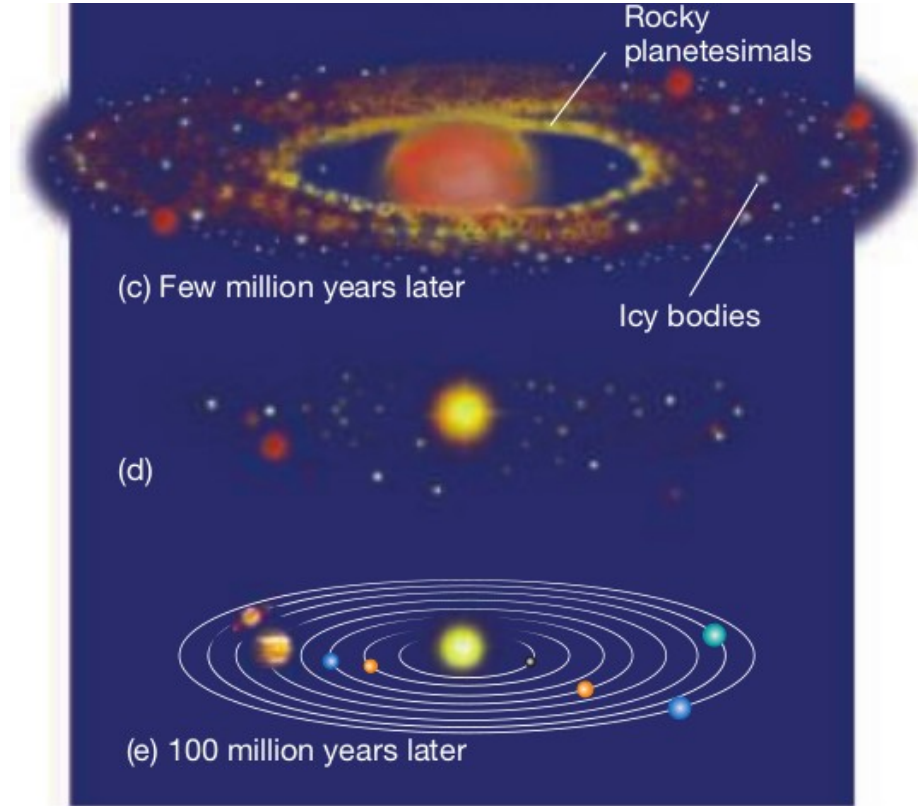 Rocky
planetesimals
(c) Few million years later
Icy bodies
(d)
(e) 100 million years later